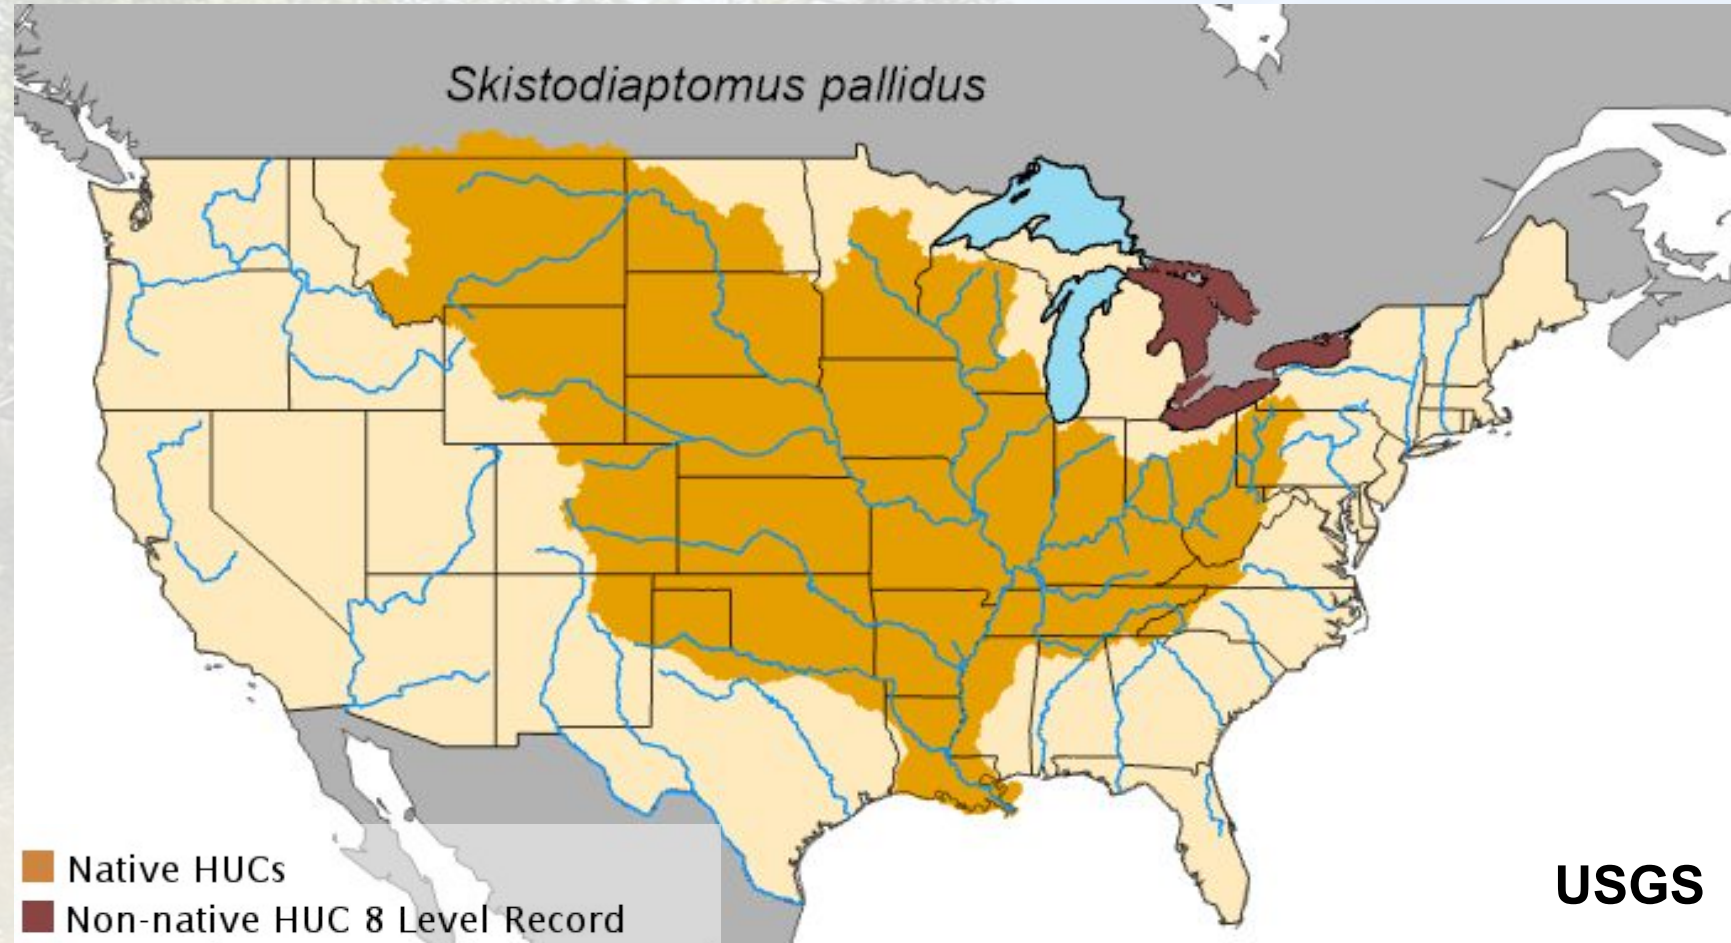 Skistodiaptomus pallidus
Native HUCs
Non-native HUC 8 Level Record
USGS